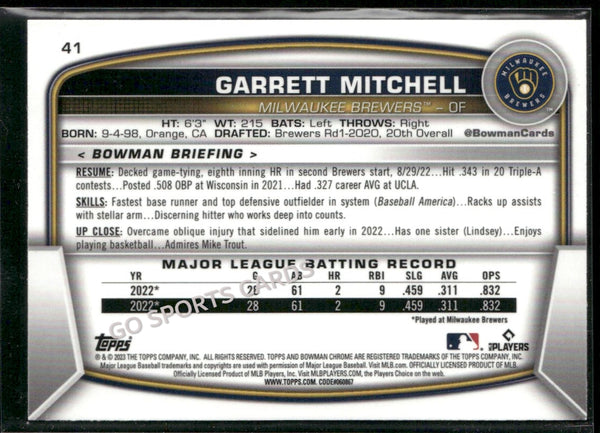 41
GARRETT MITCHELL
MILWAUKEE BREWERS™ – OF
MILWAUKEE BREWERS
HT: 6'3" WT: 215 BATS: Left THROWS: Right
BORN: 9-4-98, Orange, CA DRAFTED: Brewers Rd1-2020, 20th Overall @BowmanCards
< BOWMAN BRIEFING >
RESUME: Decked game-tying, eighth inning HR in second Brewers start, 8/29/22...Hit .343 in 20 Triple-A
contests...Posted .508 OBP at Wisconsin in 2021...Had .327 career AVG at UCLA.
SKILLS: Fastest base runner and top defensive outfielder in system (Baseball America)...Racks up assists
with stellar arm...Discerning hitter who works deep into counts.
UP CLOSE: Overcame oblique injury that sidelined him early in 2022...Has one sister (Lindsey)...Enjoys
playing basketball...Admires Mike Trout.
MAJOR LEAGUE BATTING RECORD
YR G AB HR RBI SLG AVG OPS
2022* 28 61 2 9 .459 .311 .832
2022* 28 61 2 9 .459 .311 .832
*Played at Milwaukee Brewers
GO SPORTS CARDS
Topps
PLAYERS
® & © 2023 THE TOPPS COMPANY, INC. ALL RIGHTS RESERVED. TOPPS AND BOWMAN CHROME ARE REGISTERED TRADEMARKS OF THE TOPPS COMPANY, INC.
Major League Baseball trademarks and copyrights are used with permission of Major League Baseball. Visit MLB.com. OFFICIALLY LICENSED PRODUCT OF MLB
Officially Licensed Product of MLB Players, Inc. Visit MLBPLAYERS.com, the Players Choice on the web.
WWW.TOPPS.COM. CODE#060867